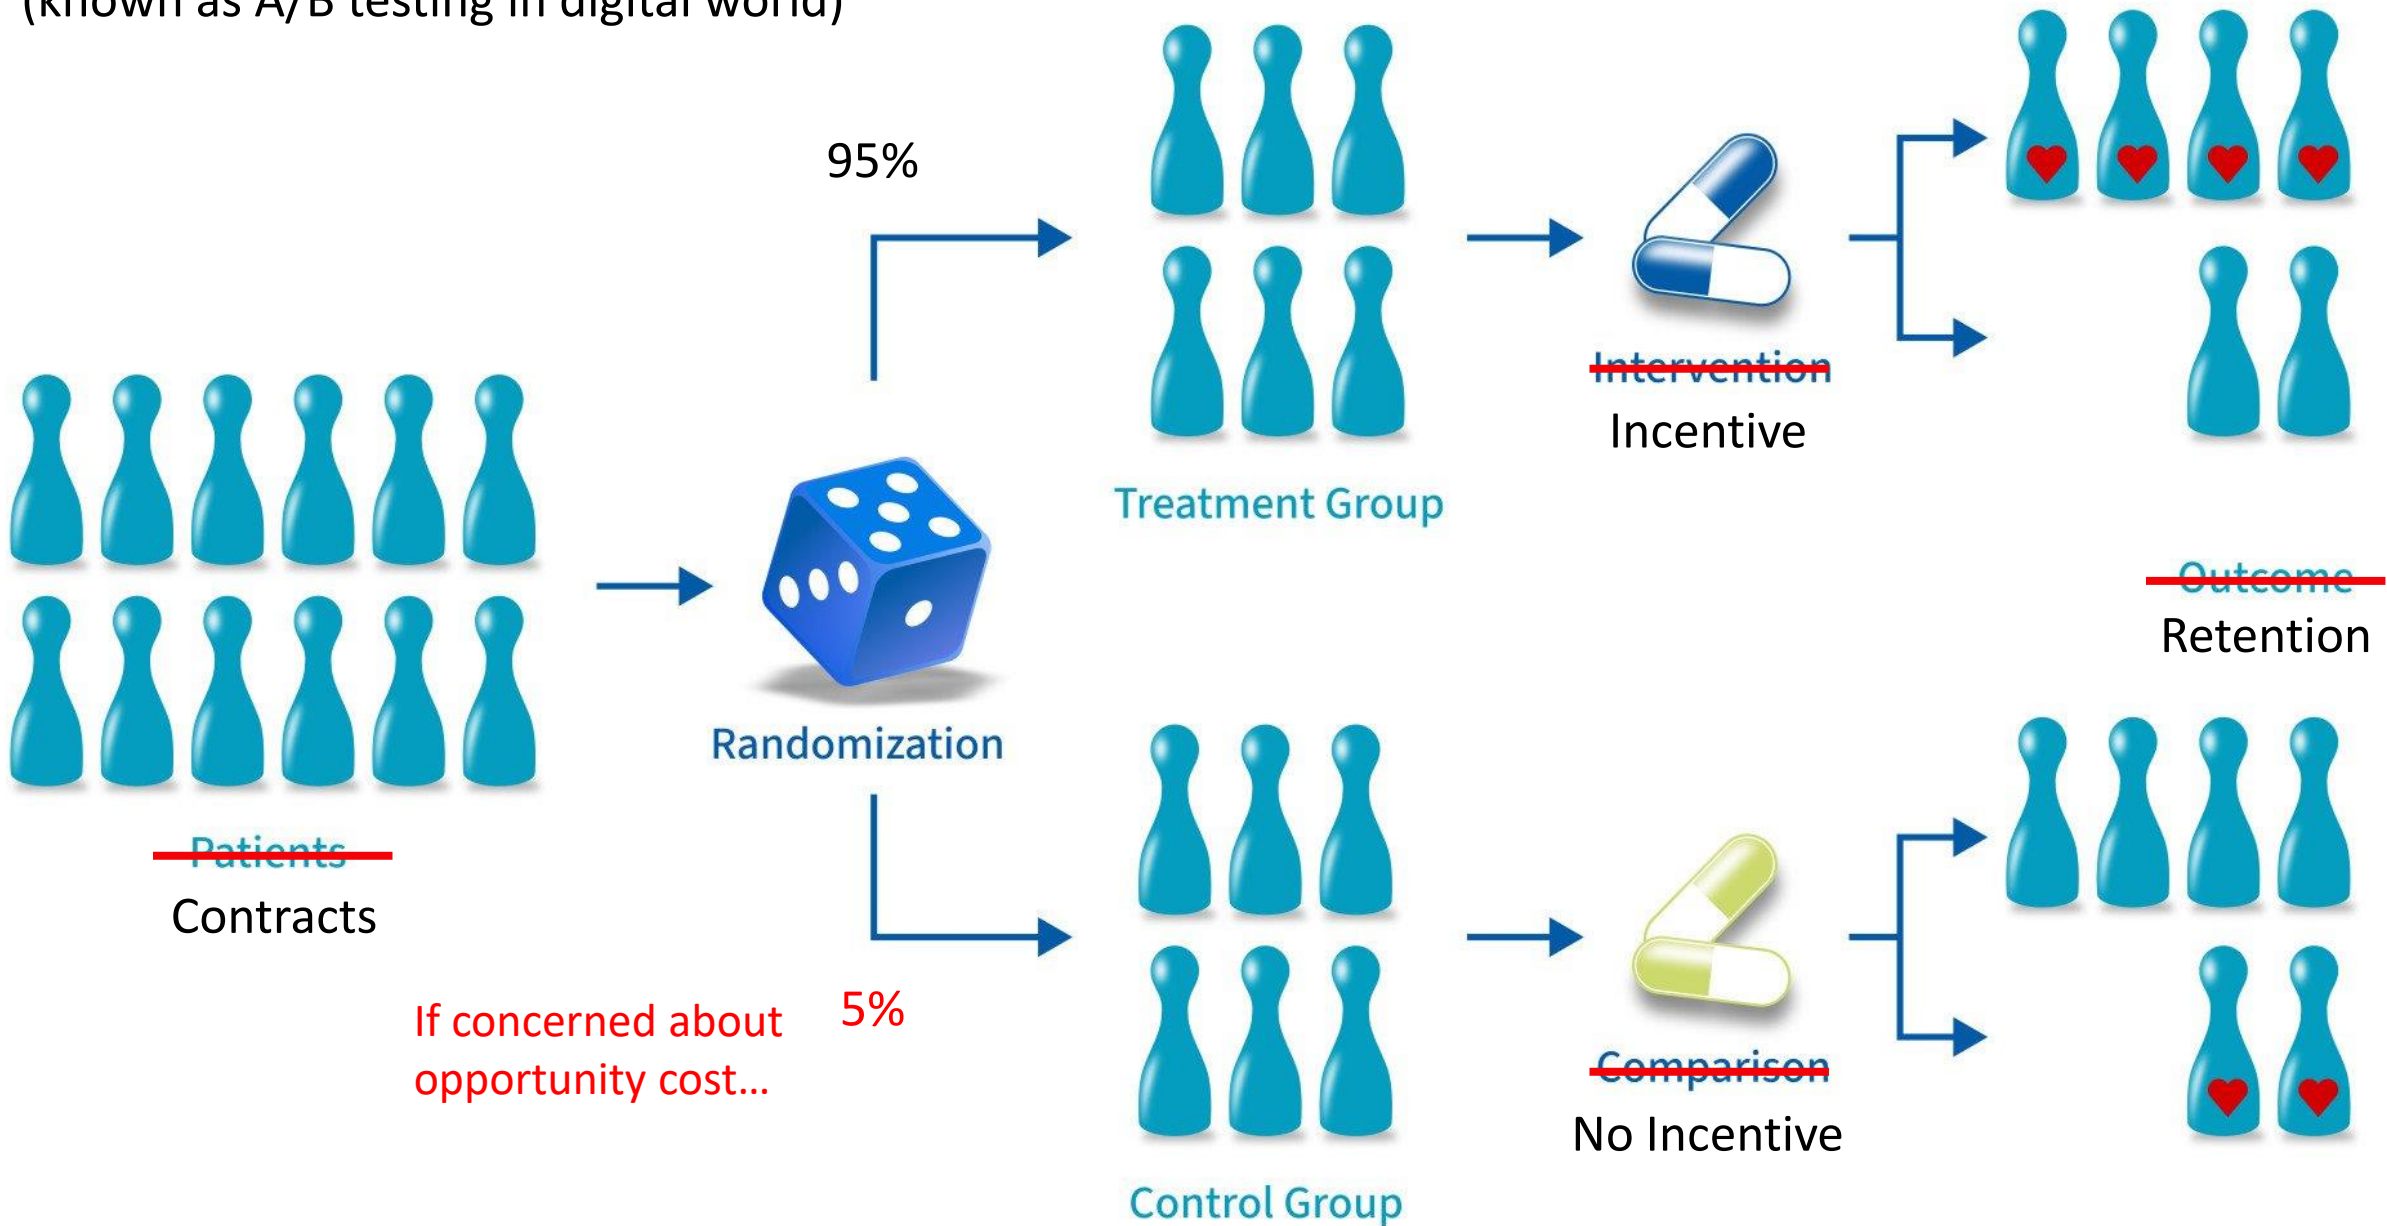 (known as A/B testing in digital world)
95%
Intervention
Incentive
Treatment Group
Outcome
Retention
Randomization
Patients
Contracts
If concerned about
opportunity cost...
5%
Comparison
No Incentive
Control Group